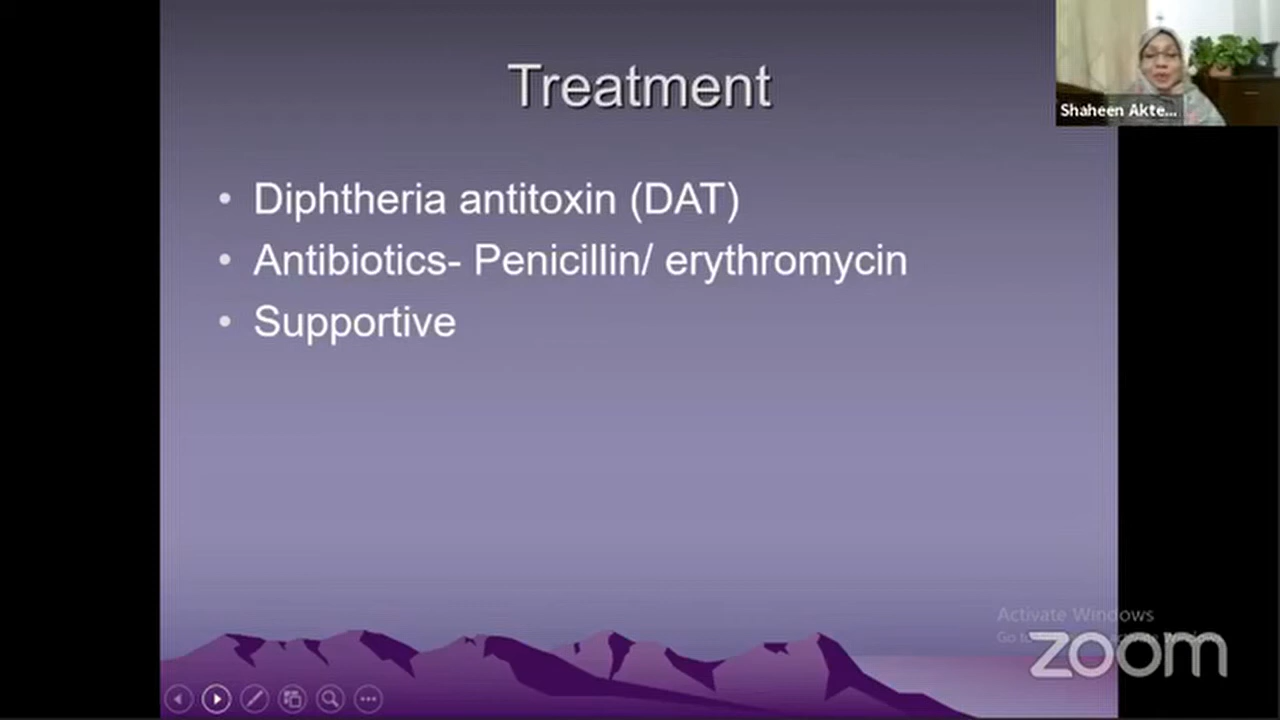 Treatment
Shaheen Akte...
• Diphtheria antitoxin (DAT)
• Antibiotics- Penicillin/ erythromycin
• Supportive
Activate Windows
zoom